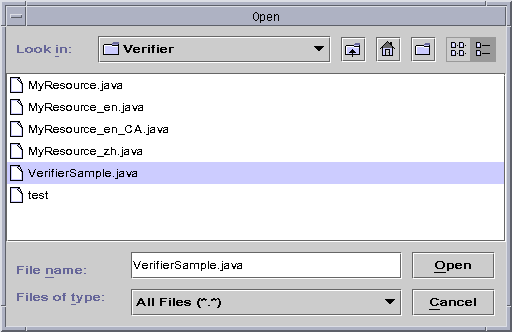 Open
Look in: Verifier
MyResource.java
MyResource_en.java
MyResource_en_CA.java
MyResource_zh.java
VerifierSample.java
test
File name: VerifierSample.java Open
Files of type: All Files (*.*) Cancel